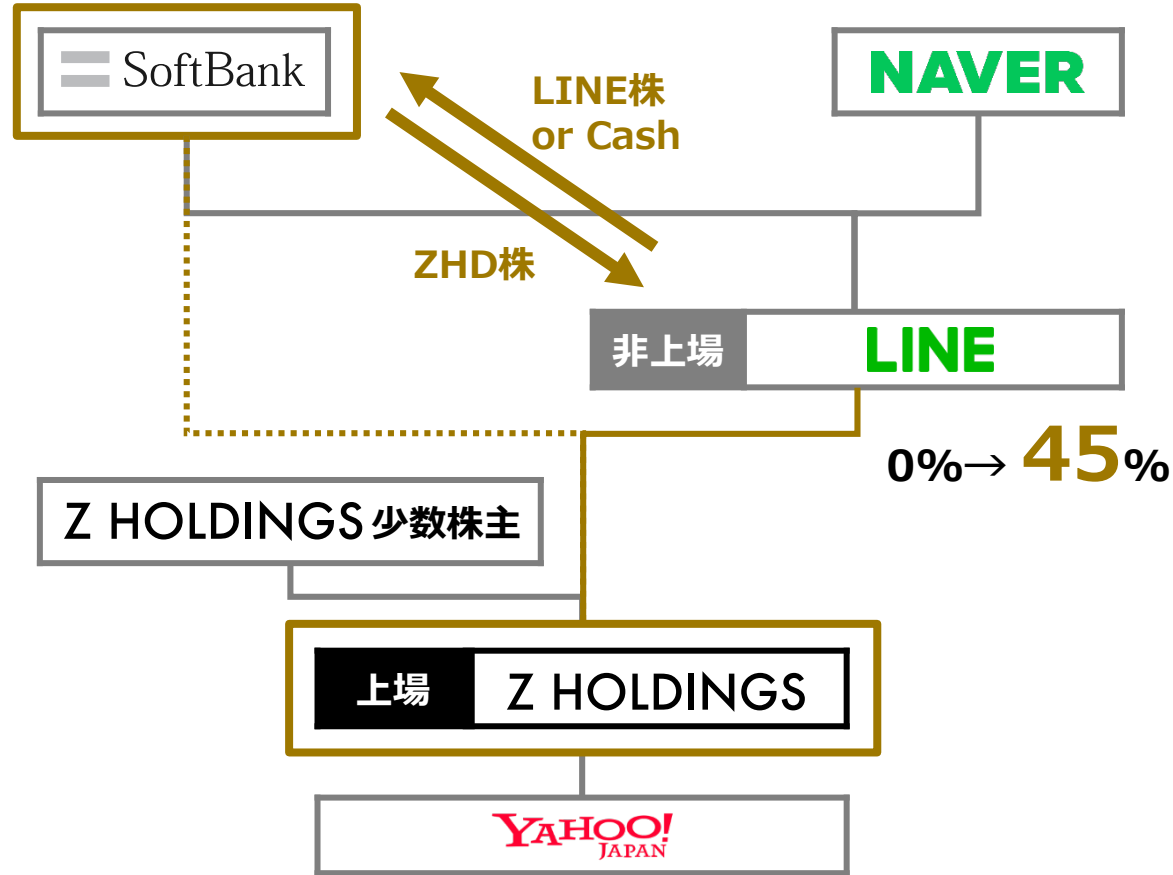 SoftBank
NAVER
LINE株
or Cash
ZHD株
非上場 LINE
0%→ 45%
Z HOLDINGS 少数株主
上場 Z HOLDINGS
YAHOO!
JAPAN